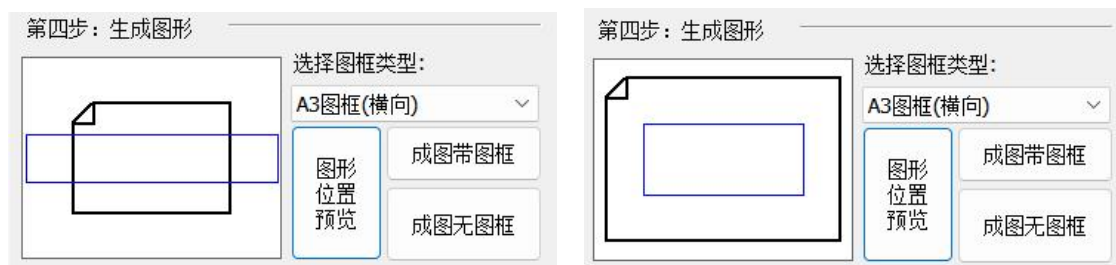 第四步：生成图形
选择图框类型：
A3图框(横向)
图形
位置
预览
成图带图框
成图无图框
第四步：生成图形
选择图框类型：
A3图框(横向)
图形
位置
预览
成图带图框
成图无图框